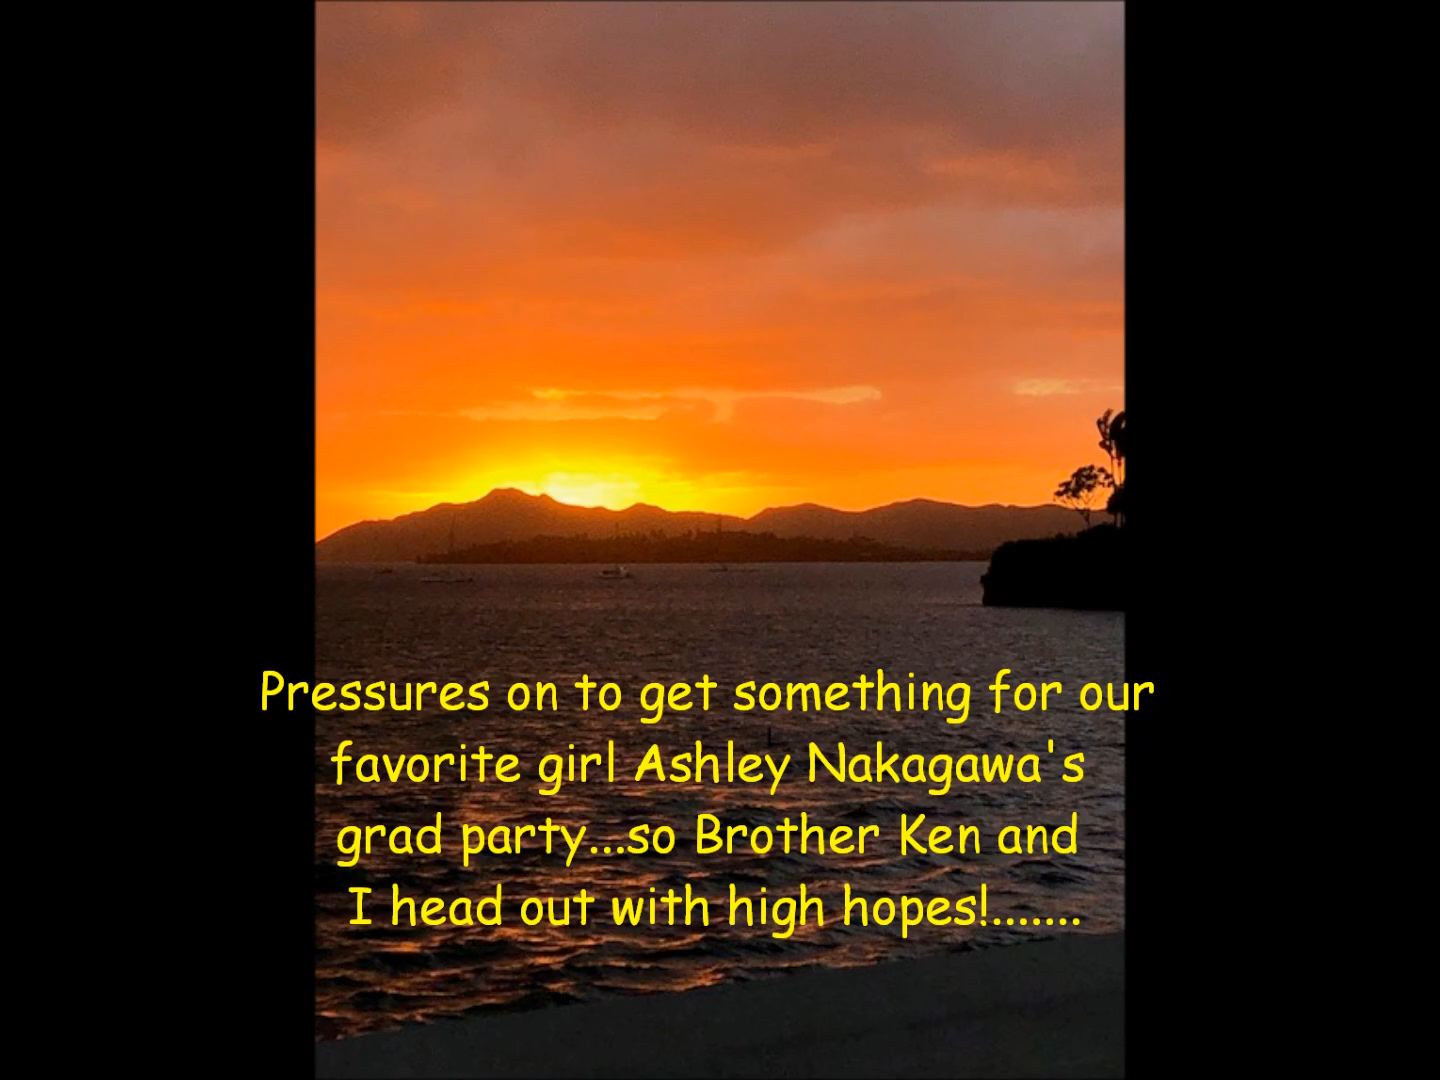 Pressures on to get something for our
favorite girl Ashley Nakagawa's
grad party...so Brother Ken and
I head out with high hopes!.......